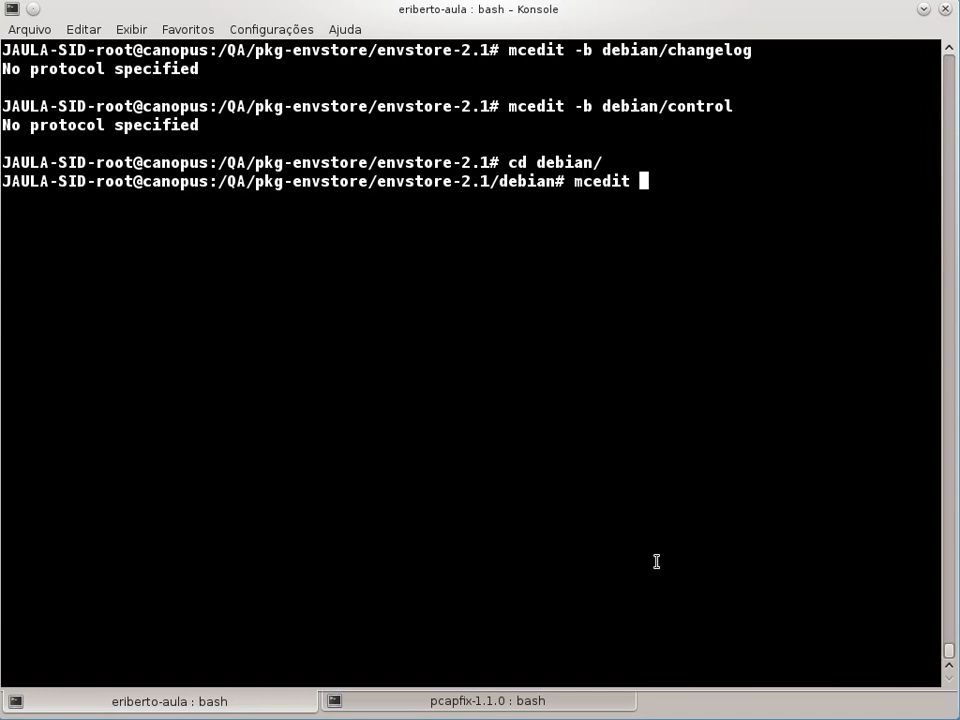 eriberto-aula : bash – Konsole
Arquivo Editar Exibir Favoritos Configurações Ajuda
JAULA-SID-root@canopus:/QA/pkg-envstore/envstore-2.1# mcedit -b debian/changelog
No protocol specified
JAULA-SID-root@canopus:/QA/pkg-envstore/envstore-2.1# mcedit -b debian/control
No protocol specified
JAULA-SID-root@canopus:/QA/pkg-envstore/envstore-2.1# cd debian/
JAULA-SID-root@canopus:/QA/pkg-envstore/envstore-2.1/debian# mcedit
eriberto-aula : bash
pcapfix-1.1.0 : bash